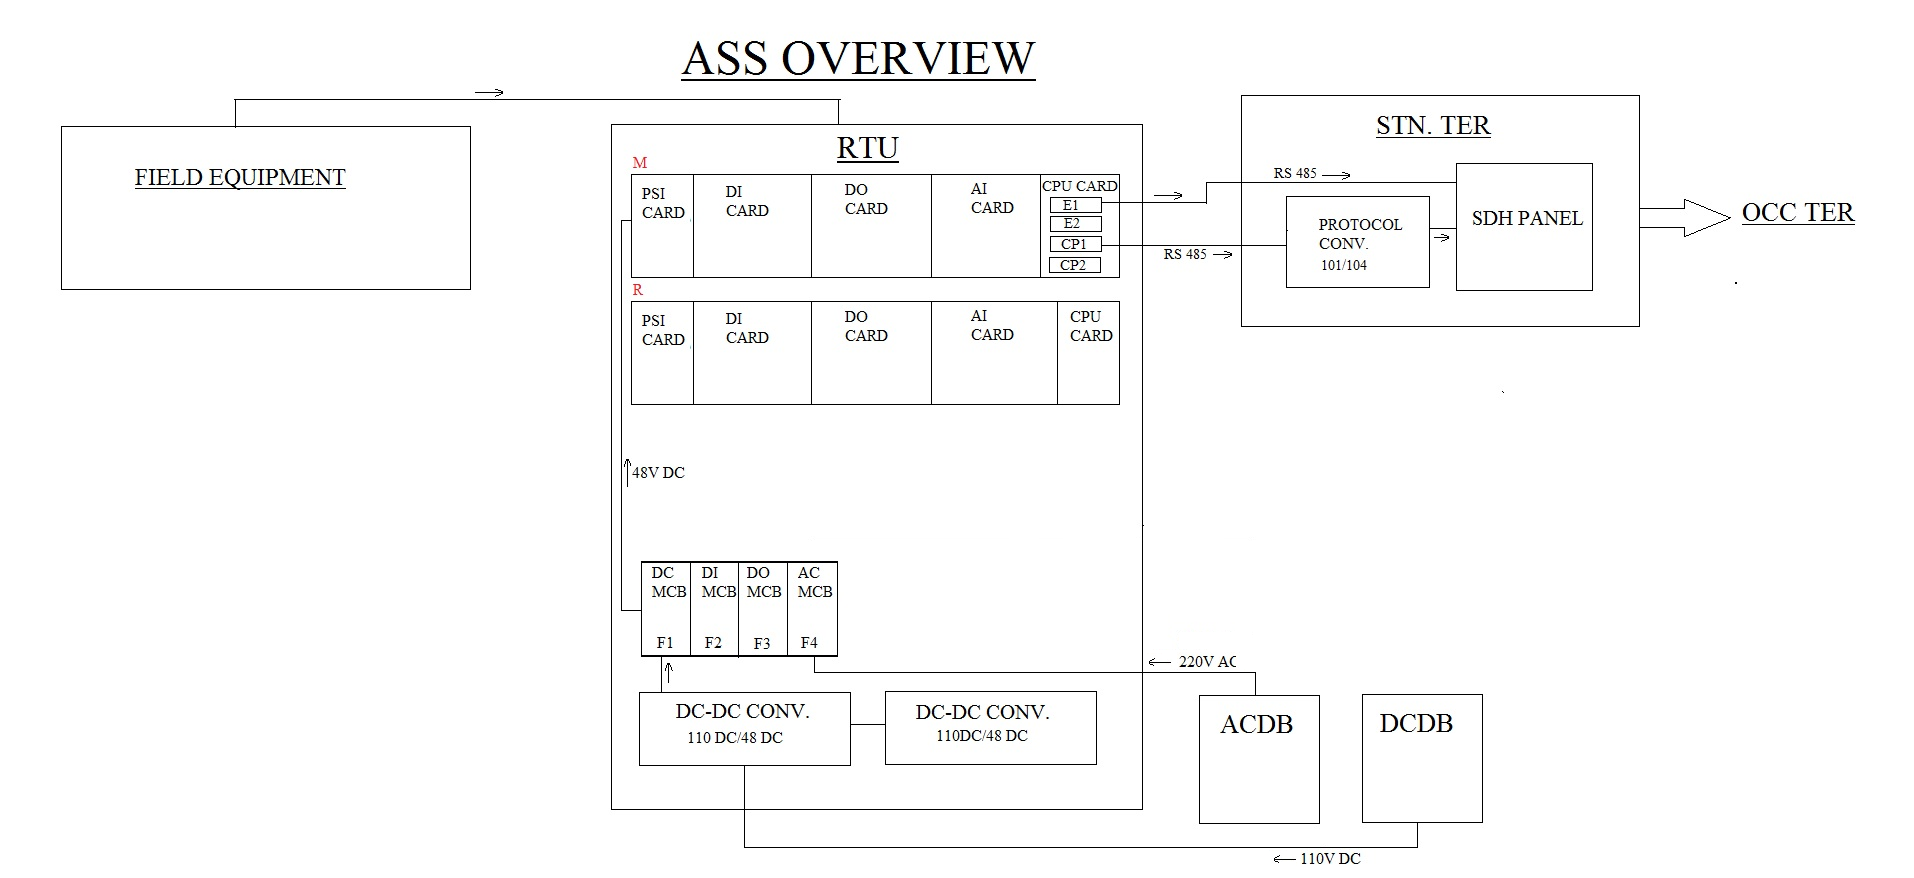 ASS OVERVIEW
FIELD EQUIPMENT
RTU
M
PSI
CARD
DI
CARD
DO
CARD
AI
CARD
CPU CARD
E1
E2
CP1
CP2
R
PSI
CARD
DI
CARD
DO
CARD
AI
CARD
CPU
CARD
48V DC
DC
MCB
F1
DI
MCB
F2
DO
MCB
F3
AC
MCB
F4
DC-DC CONV.
110 DC/48 DC
DC-DC CONV.
110DC/48 DC
STN. TER
RS 485
RS 485
PROTOCOL
CONV.
101/104
SDH PANEL
OCC TER
220V AC
ACDB
DCDB
110V DC